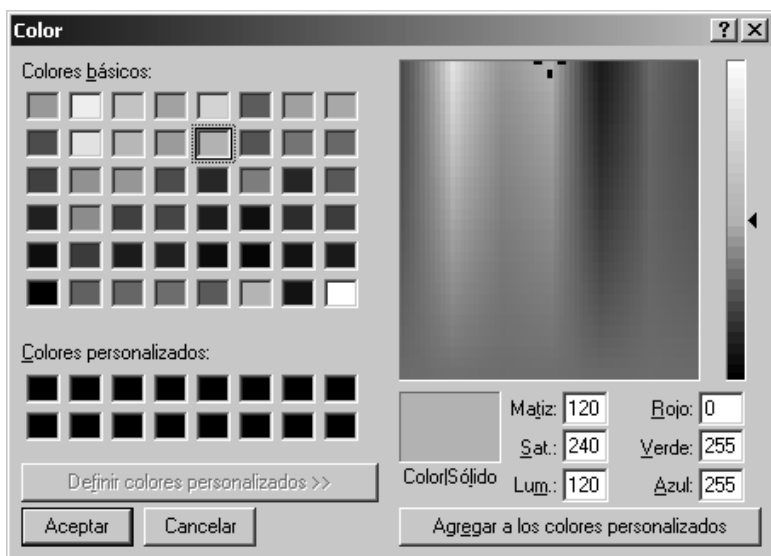 Color
Colores básicos:
Colores personalizados:
Definir colores personalizados >>
Aceptar
Cancelar
Color|Sólido
Matiz: 120
Sat.: 240
Lum.: 120
Rojo: 0
Verde: 255
Azul: 255
Agregar a los colores personalizados